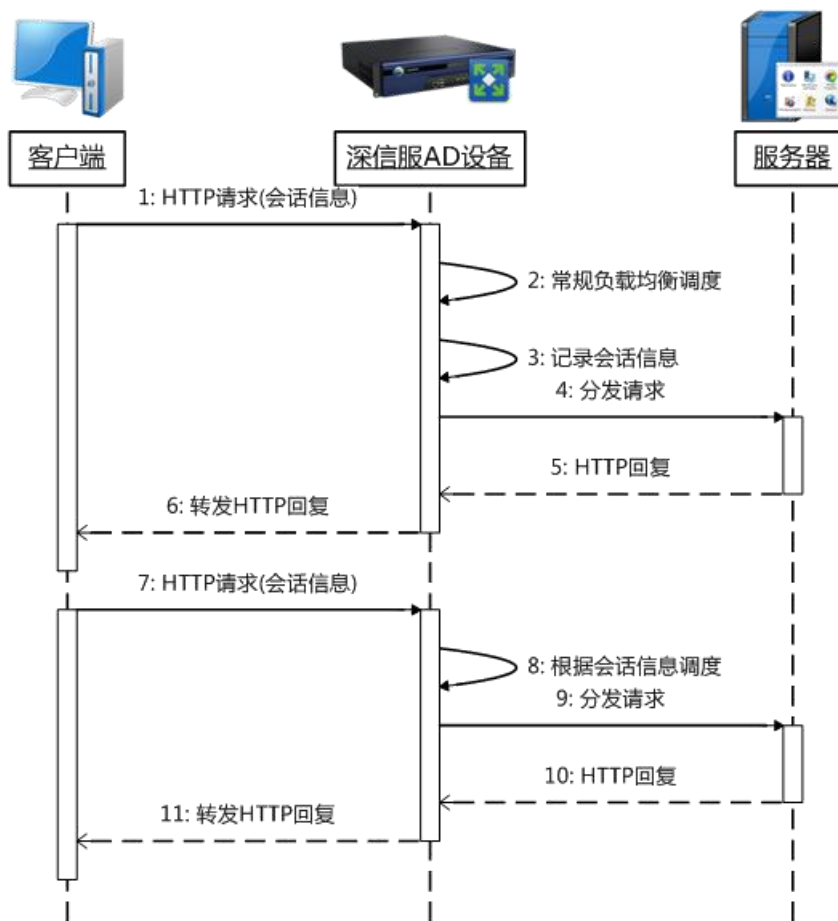 客户端
深信服AD设备
服务器
1: HTTP请求(会话信息)
2: 常规负载均衡调度
3: 记录会话信息
4: 分发请求
5: HTTP回复
6: 转发HTTP回复
7: HTTP请求(会话信息)
8: 根据会话信息调度
9: 分发请求
10: HTTP回复
11: 转发HTTP回复